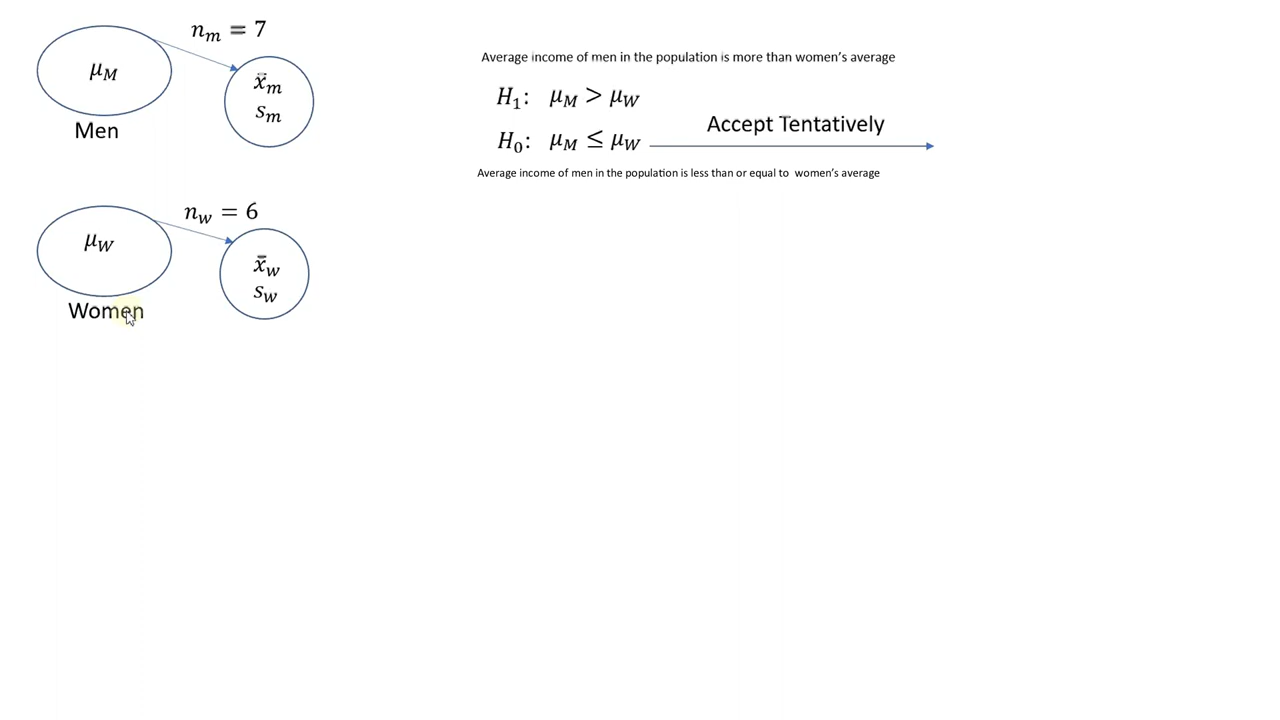 n_m = 7
μ_M
x̄_m
s_m
Men
n_w = 6
μ_W
x̄_w
s_w
Women
Average income of men in the population is more than women’s average
H₁: μ_M > μ_W
Accept Tentatively
H₀: μ_M ≤ μ_W
Average income of men in the population is less than or equal to women’s average